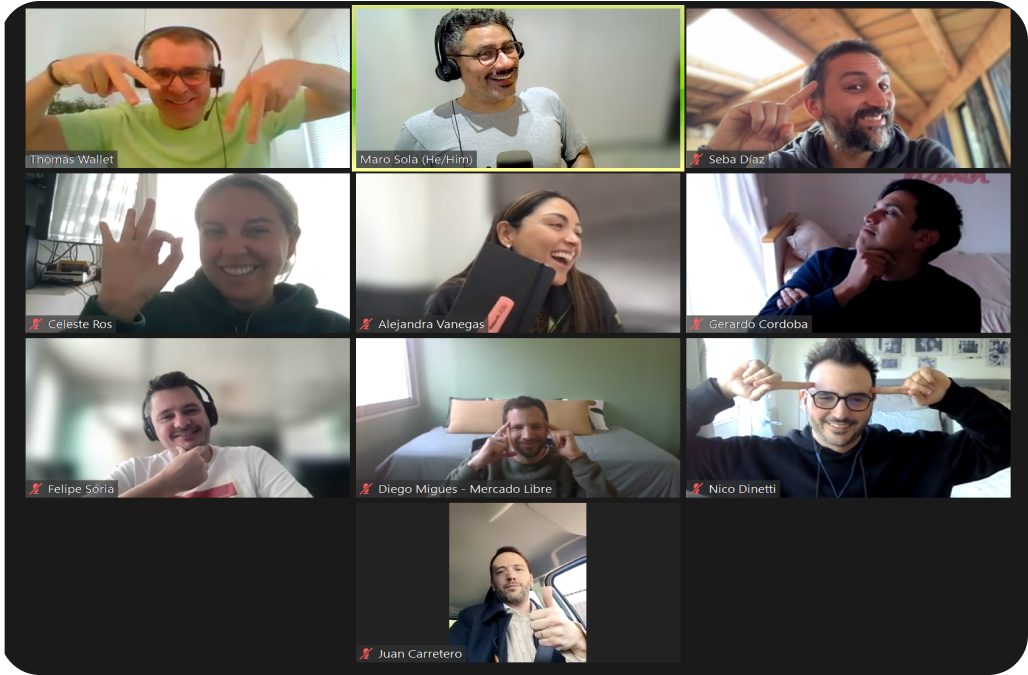 Thomas Wallet
Maro Sola (He/Him)
Seba Díaz
Celeste Ros
Alejandra Vanegas
Gerardo Cordoba
Felipe Sória
Diego Migues - Mercado Libre
Nico Dinetti
Juan Carretero